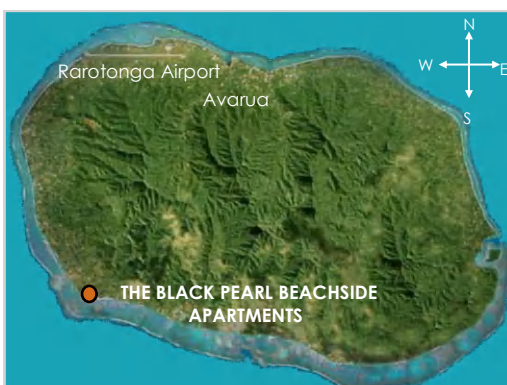 N
Rarotonga Airport
W
E
Avarua
S
THE BLACK PEARL BEACHSIDE
APARTMENTS